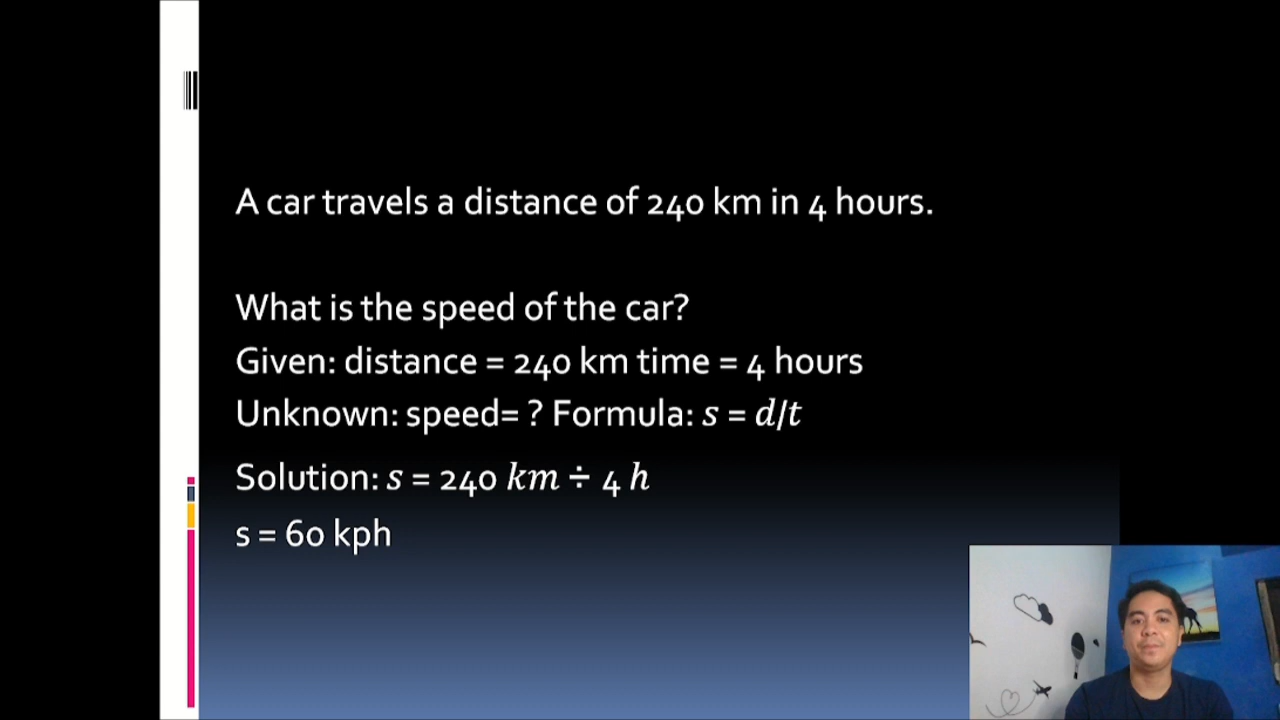 A car travels a distance of 240 km in 4 hours.
What is the speed of the car?
Given: distance = 240 km time = 4 hours
Unknown: speed= ? Formula: s = d/t
Solution: s = 240 km ÷ 4 h
s = 60 kph